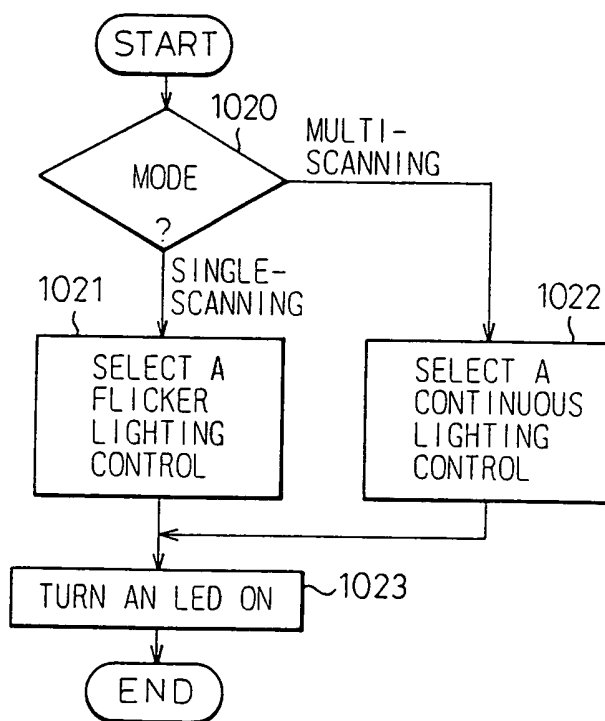 START
1020
MULTI-
SCANNING
MODE
?
SINGLE-
SCANNING
1021
1022
SELECT A
FLICKER
LIGHTING
CONTROL
SELECT A
CONTINUOUS
LIGHTING
CONTROL
TURN AN LED ON
1023
END